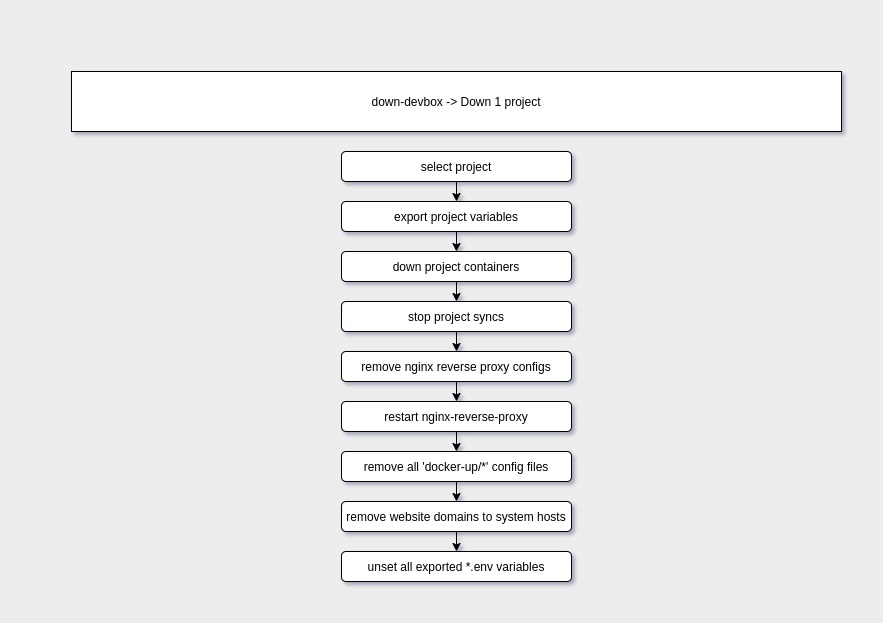 down-devbox -> Down 1 project
select project
export project variables
down project containers
stop project syncs
remove nginx reverse proxy configs
restart nginx-reverse-proxy
remove all 'docker-up/*' config files
remove website domains to system hosts
unset all exported *.env variables